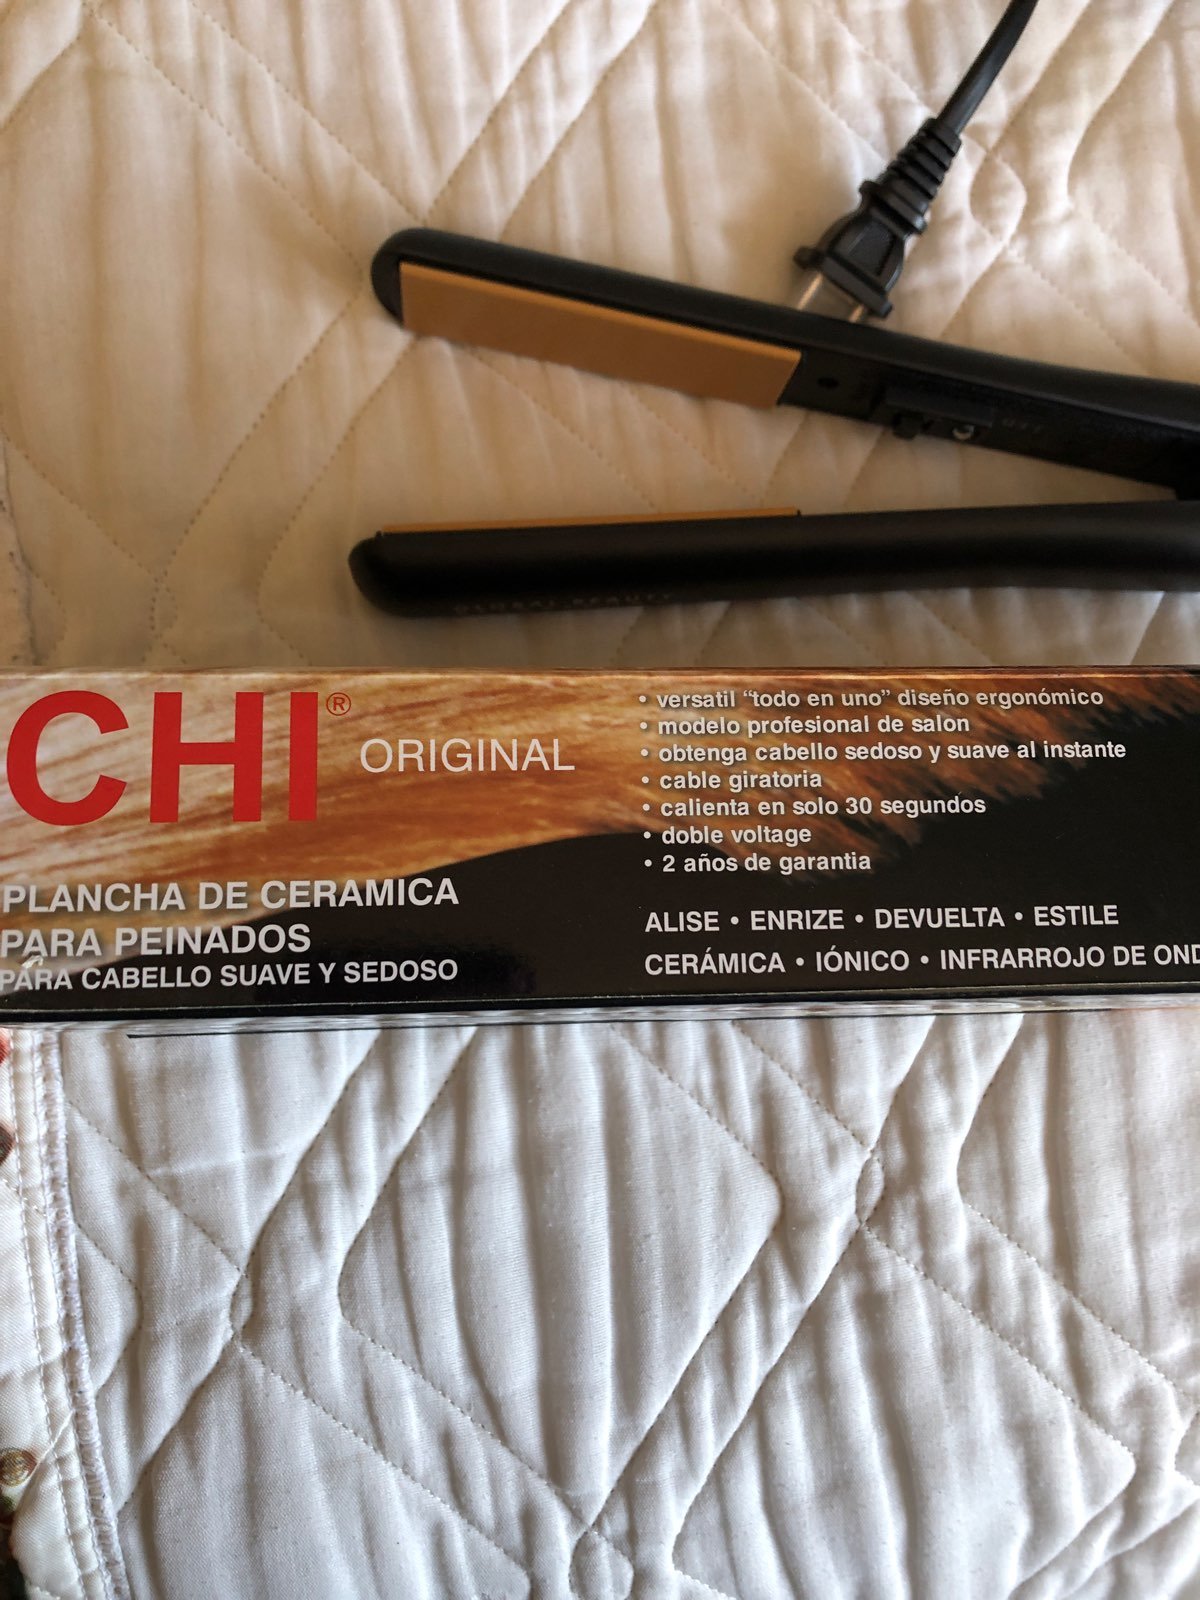 GLOBAL BEAUTY
CHI®
ORIGINAL
PLANCHA DE CERAMICA
PARA PEINADOS
PARA CABELLO SUAVE Y SEDOSO
• versatil “todo en uno” diseño ergonómico
• modelo profesional de salon
• obtenga cabello sedoso y suave al instante
• cable giratoria
• calienta en solo 30 segundos
• doble voltage
• 2 años de garantia
ALISE • ENRIZE • DEVUELTA • ESTILE
CERÁMICA • IÓNICO • INFRARROJO DE OND